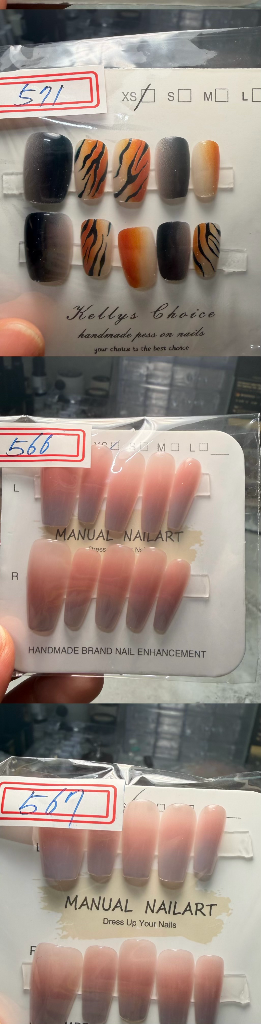 571
XS S M L
Kellys Choice
handmade pess on nails
your choice is the best choice
566
M L
L
MANUAL NAILART
R
HANDMADE BRAND NAIL ENHANCEMENT
567
MANUAL NAILART
Dress Up Your Nails